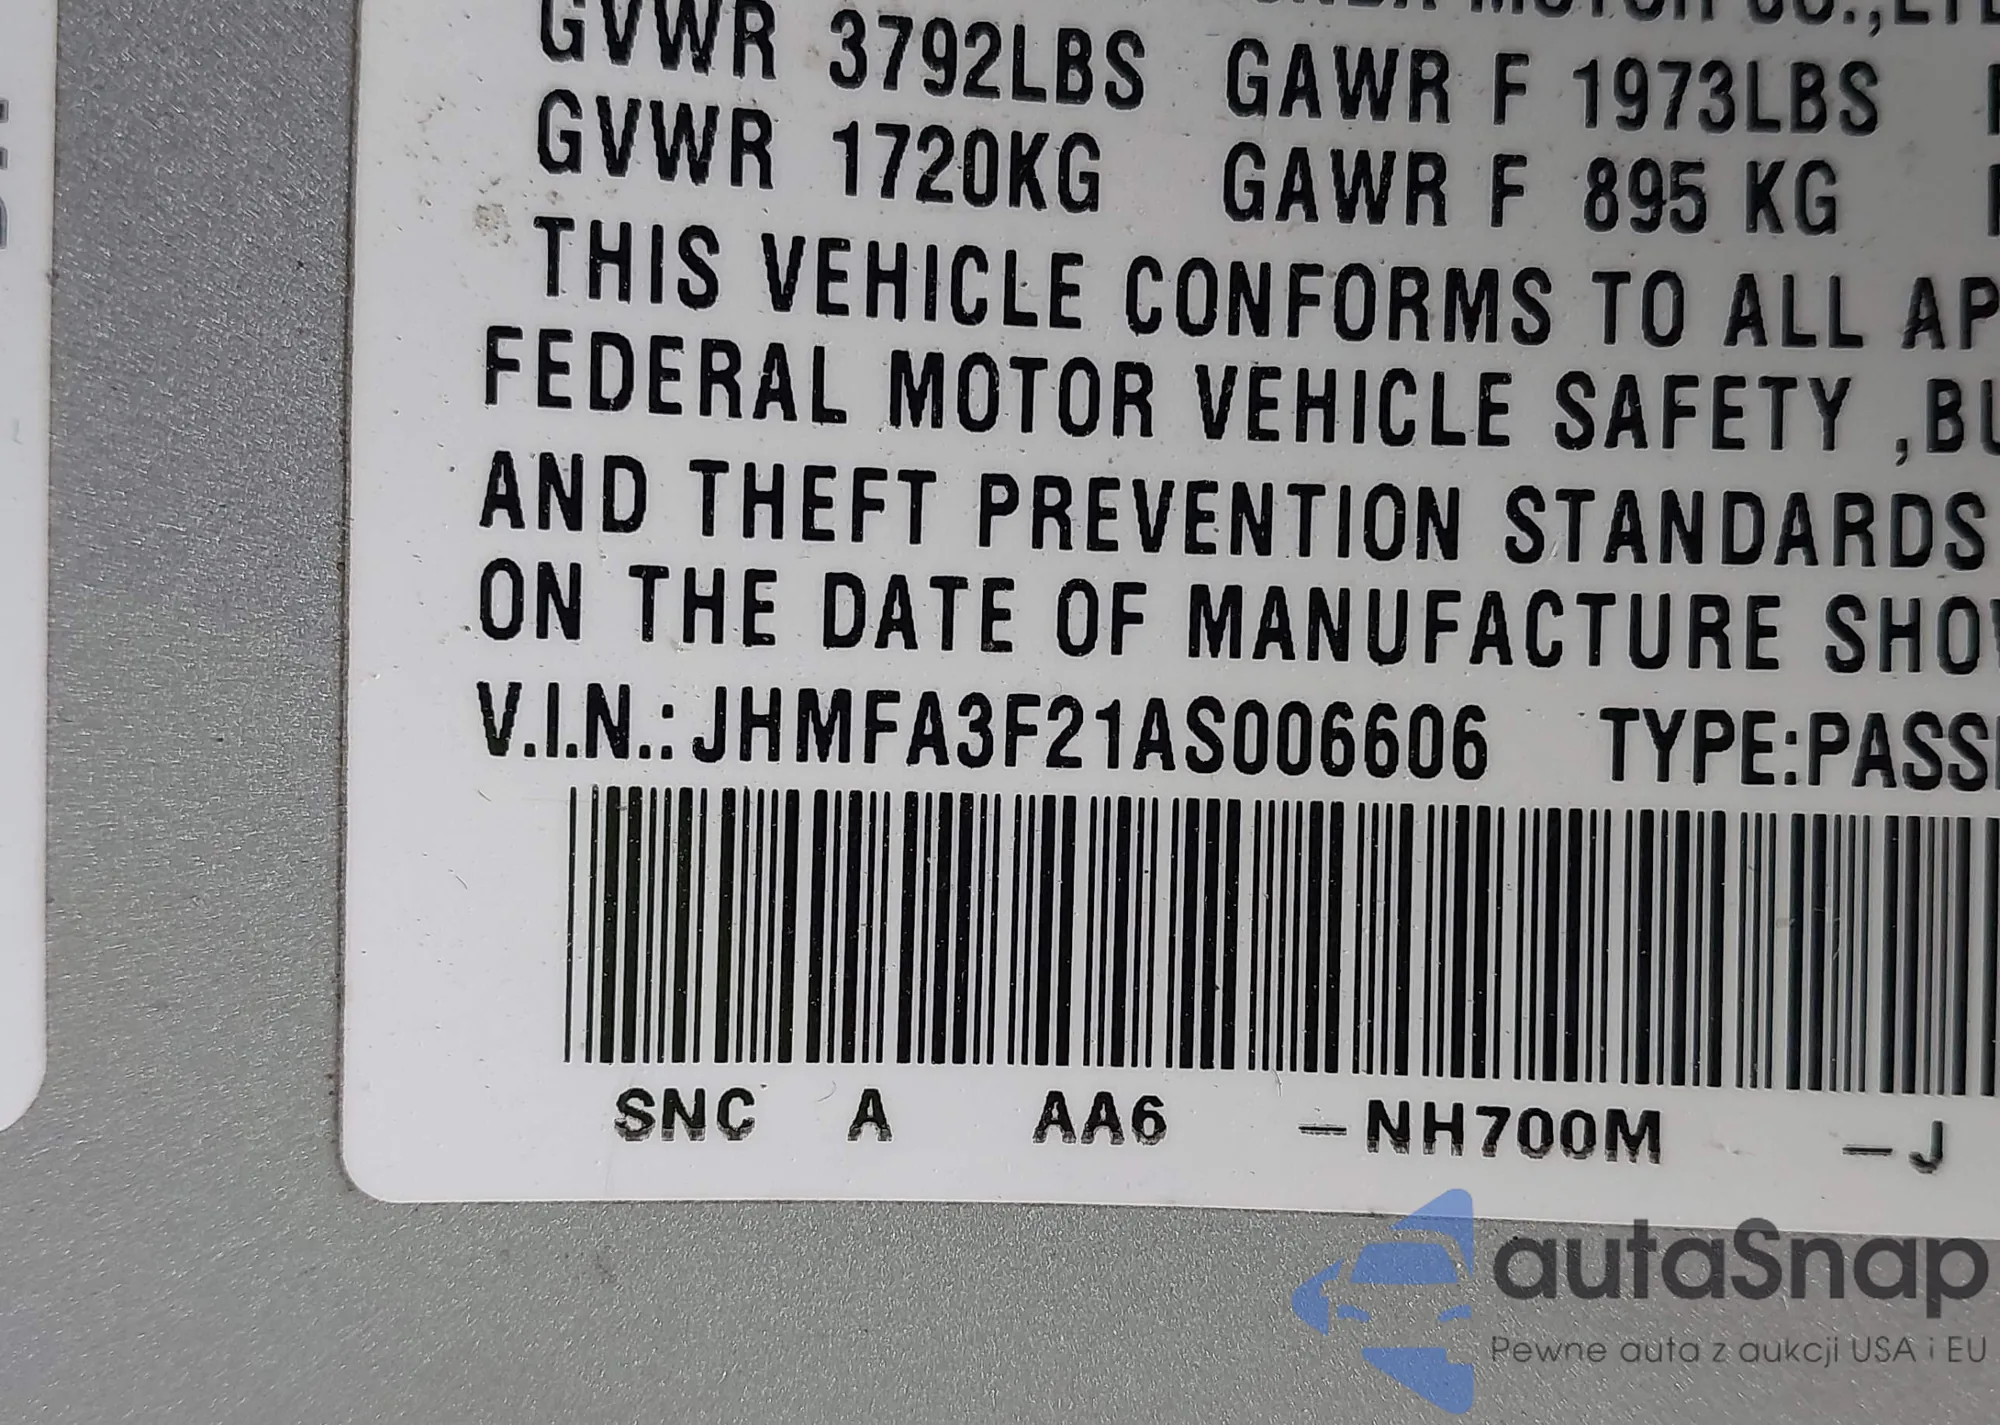 MOTOR CO.,
GVWR 3792LBS GAWR F 1973LBS
GVWR 1720KG GAWR F 895 KG
THIS VEHICLE CONFORMS TO ALL AP
FEDERAL MOTOR VEHICLE SAFETY ,BU
AND THEFT PREVENTION STANDARDS
ON THE DATE OF MANUFACTURE SHO
V.I.N.: JHMFA3F21AS006606 TYPE:PASS
SNC A AA6 –NH700M –J
autaSnap
Pewne auta z aukcji USA i EU